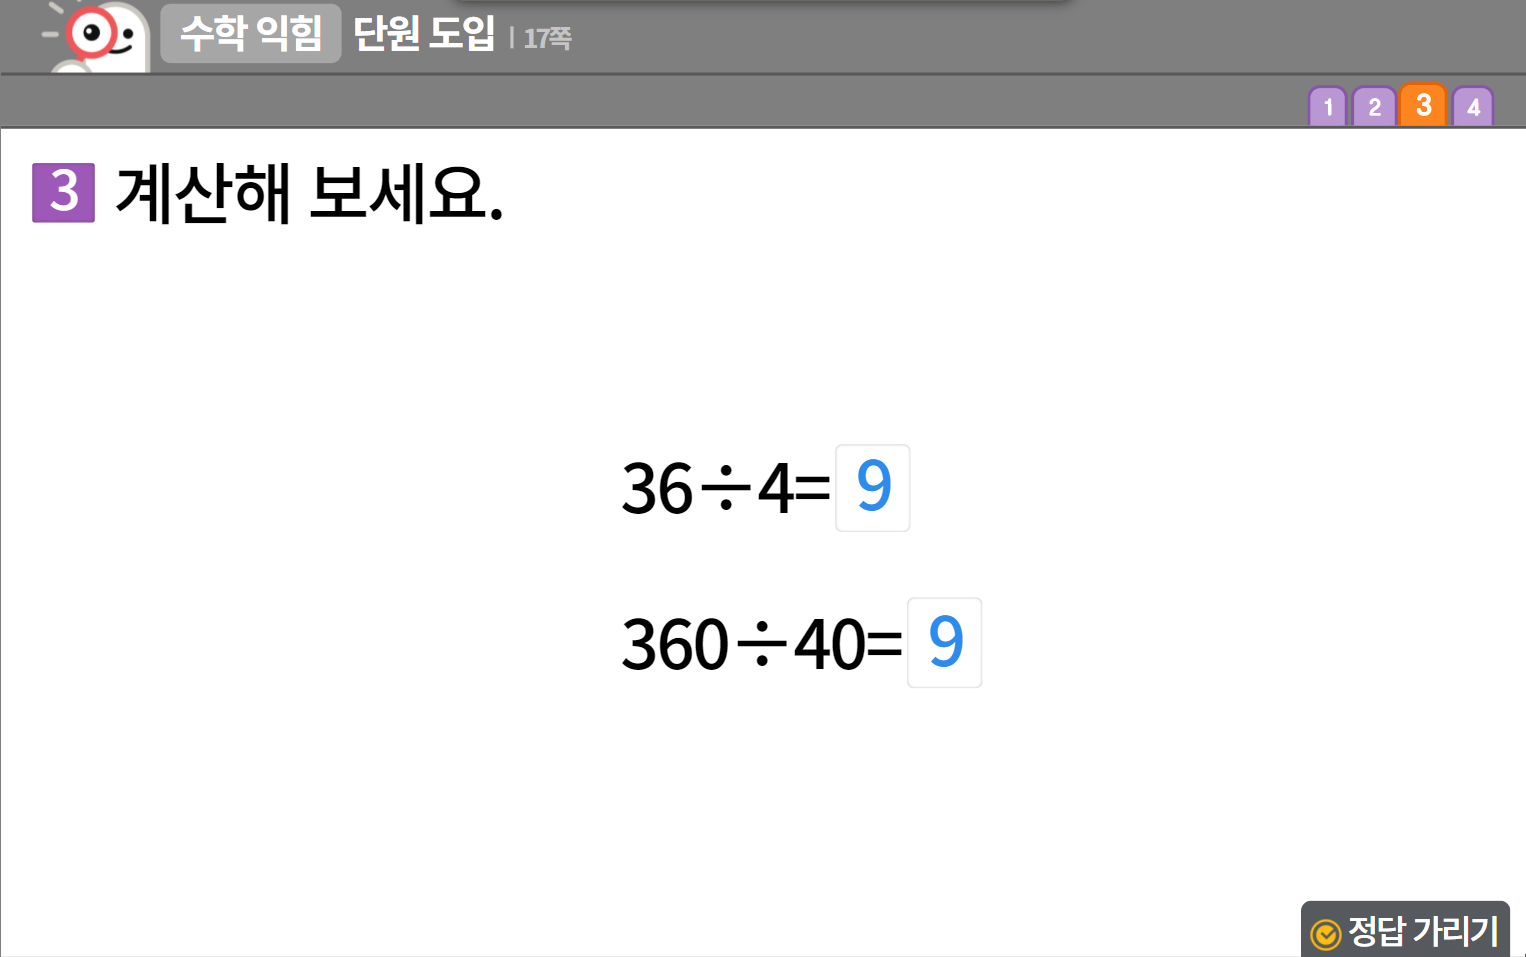 수학 익힘 단원 도입 | 17쪽
1 2 3 4
3 계산해 보세요.
36÷4=9
360÷40=9
정답 가리기